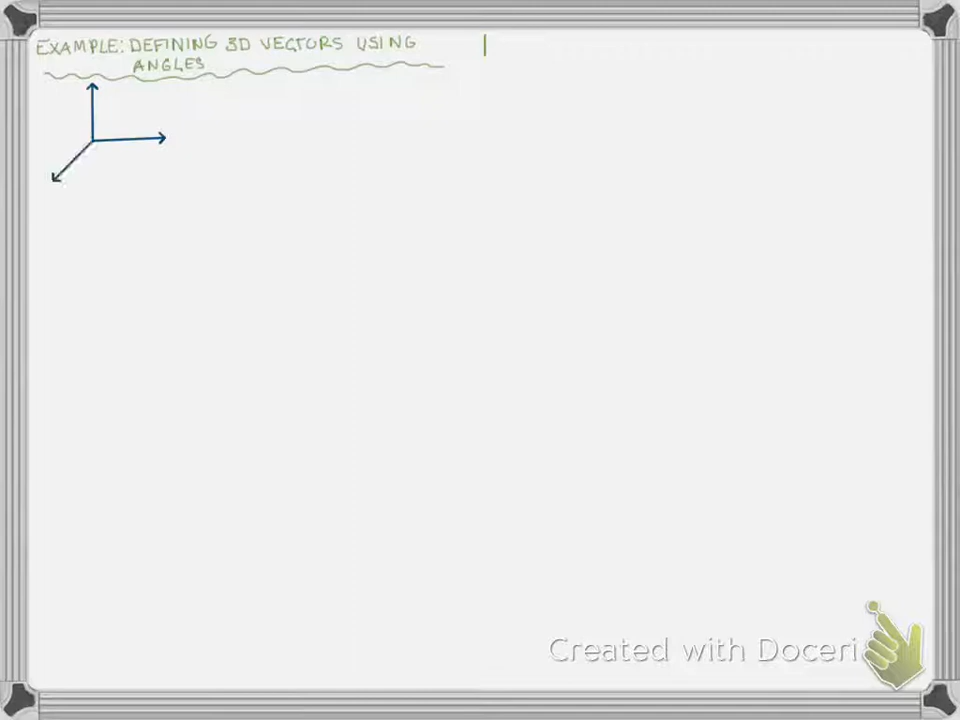 EXAMPLE: DEFINING 3D VECTORS USING
ANGLES
Created with Doceri